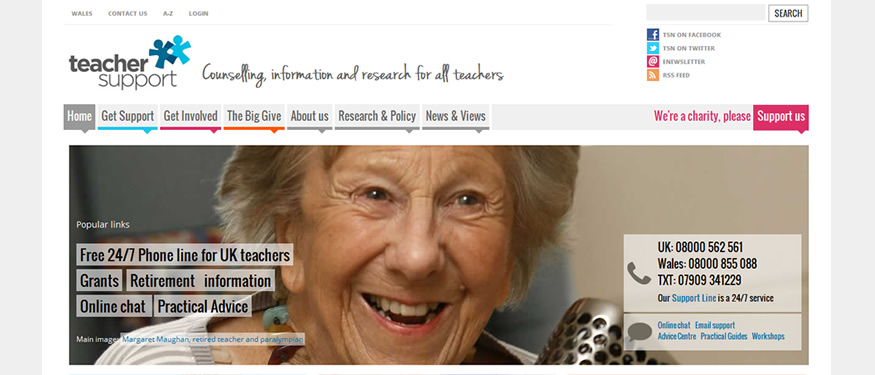 WALES CONTACT US A-Z LOGIN
SEARCH
teacher
support
Counselling, information and research for all teachers
TSN ON FACEBOOK
TSN ON TWITTER
ENEWSLETTER
RSS FEED
Home Get Support Get Involved The Big Give About us Research & Policy News & Views
We're a charity, please Support us
Popular links
Free 24/7 Phone line for UK teachers
Grants Retirement information
Online chat Practical Advice
Main image: Margaret Maughan, retired teacher and paralympian
UK: 08000 562 561
Wales: 08000 855 088
TXT: 07909 341229
Our Support Line is a 24/7 service
Online chat Email support
Advice Centre Practical Guides Workshops